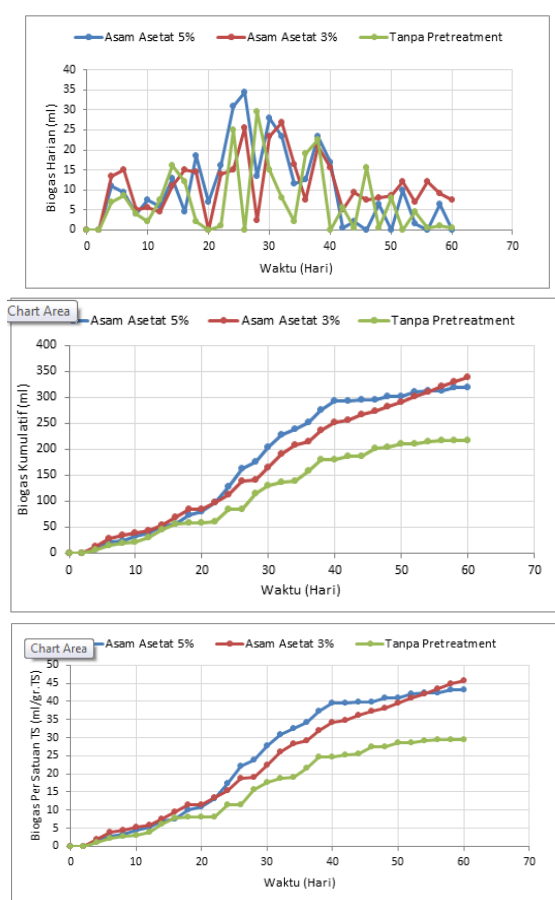 Asam Asetat 5% Asam Asetat 3% Tanpa Pretreatment
40
35
30
25
20
15
10
5
0
Biogas Harian (ml)
0 10 20 30 40 50 60 70
Waktu (Hari)
Chart Area
Asam Asetat 5% Asam Asetat 3% Tanpa Pretreatment
400
350
300
250
200
150
100
50
0
Biogas Kumulatif (ml)
0 10 20 30 40 50 60 70
Waktu (Hari)
Chart Area
Asam Asetat 5% Asam Asetat 3% Tanpa Pretreatment
50
45
40
35
30
25
20
15
10
5
0
Biogas Per Satuan TS (ml/gr.TS)
0 10 20 30 40 50 60 70
Waktu (Hari)